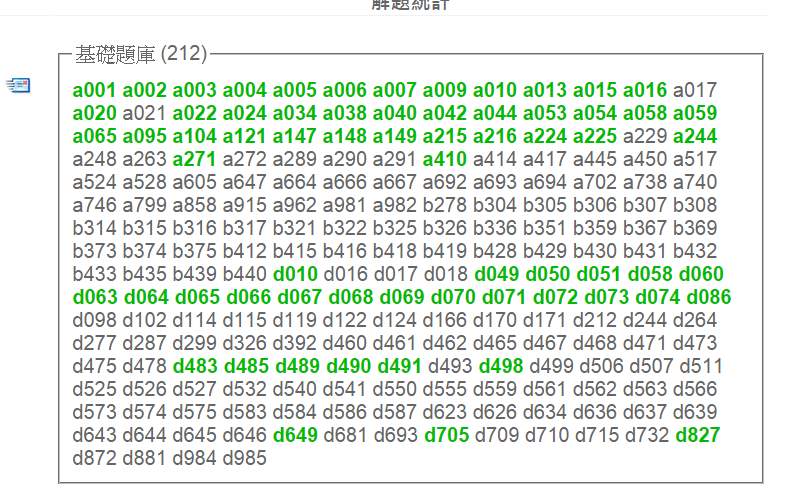 解題統計
基礎題庫 (212)
a001 a002 a003 a004 a005 a006 a007 a009 a010 a013 a015 a016 a017
a020 a021 a022 a024 a034 a038 a040 a042 a044 a053 a054 a058 a059
a065 a095 a104 a121 a147 a148 a149 a215 a216 a224 a225 a229 a244
a248 a263 a271 a272 a289 a290 a291 a410 a414 a417 a445 a450 a517
a524 a528 a605 a647 a664 a666 a667 a692 a693 a694 a702 a738 a740
a746 a799 a858 a915 a962 a981 a982 b278 b304 b305 b306 b307 b308
b314 b315 b316 b317 b321 b322 b325 b326 b336 b351 b359 b367 b369
b373 b374 b375 b412 b415 b416 b418 b419 b428 b429 b430 b431 b432
b433 b435 b439 b440 d010 d016 d017 d018 d049 d050 d051 d058 d060
d063 d064 d065 d066 d067 d068 d069 d070 d071 d072 d073 d074 d086
d098 d102 d114 d115 d119 d122 d124 d166 d170 d171 d212 d244 d264
d277 d287 d299 d326 d392 d460 d461 d462 d465 d467 d468 d471 d473
d475 d478 d483 d485 d489 d490 d491 d493 d498 d499 d506 d507 d511
d525 d526 d527 d532 d540 d541 d550 d555 d559 d561 d562 d563 d566
d573 d574 d575 d583 d584 d586 d587 d623 d626 d634 d636 d637 d639
d643 d644 d645 d646 d649 d681 d693 d705 d709 d710 d715 d732 d827
d872 d881 d984 d985